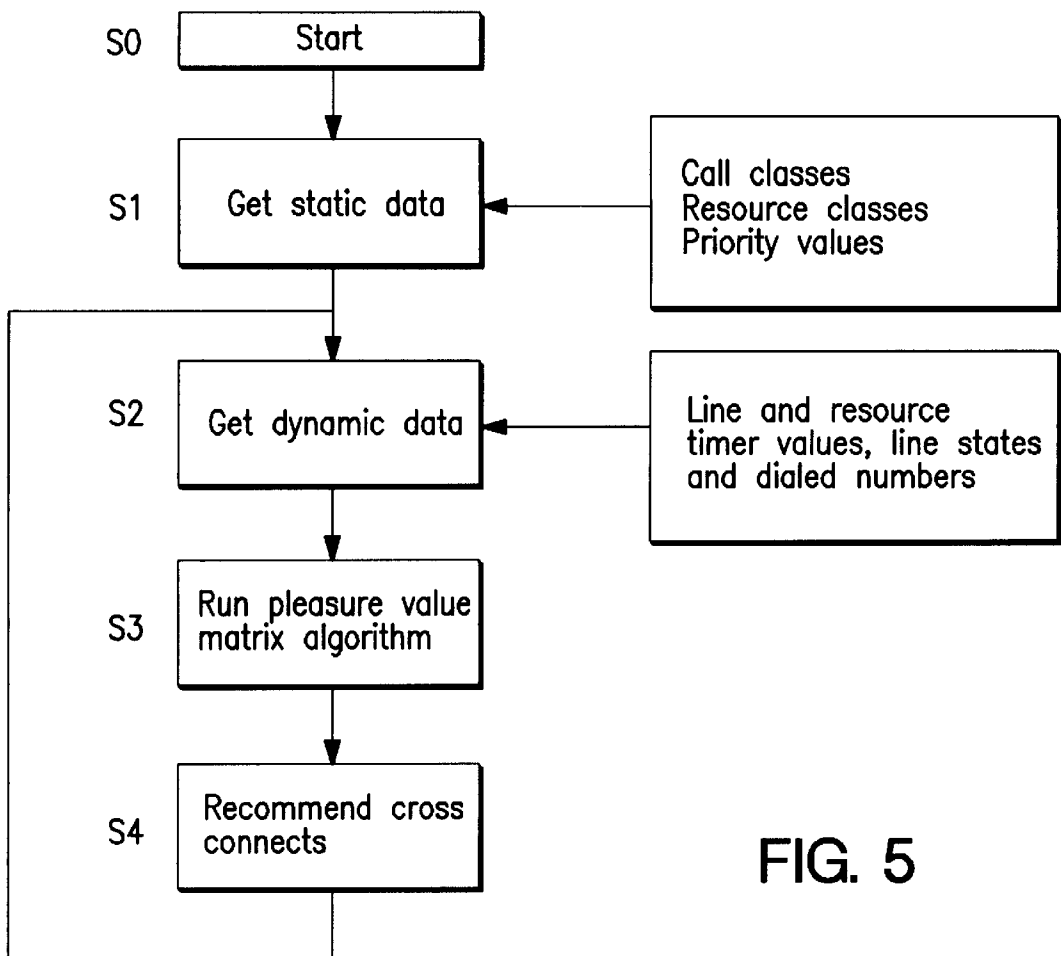 S0
Start
S1
Get static data
Call classes
Resource classes
Priority values
S2
Get dynamic data
Line and resource
timer values, line states
and dialed numbers
S3
Run pleasure value
matrix algorithm
S4
Recommend cross
connects
FIG. 5